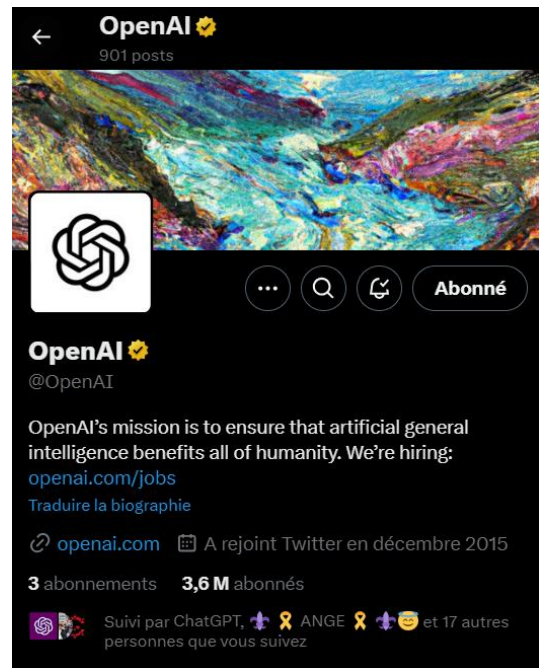 OpenAI
901 posts
Abonné
OpenAI
@OpenAI
OpenAI's mission is to ensure that artificial general
intelligence benefits all of humanity. We're hiring:
openai.com/jobs
Traduire la biographie
openai.com A rejoint Twitter en décembre 2015
3 abonnements 3,6 M abonnés
Suivi par ChatGPT, ⚜️🎗️ ANGE 🎗️⚜️😇 et 17 autres
personnes que vous suivez